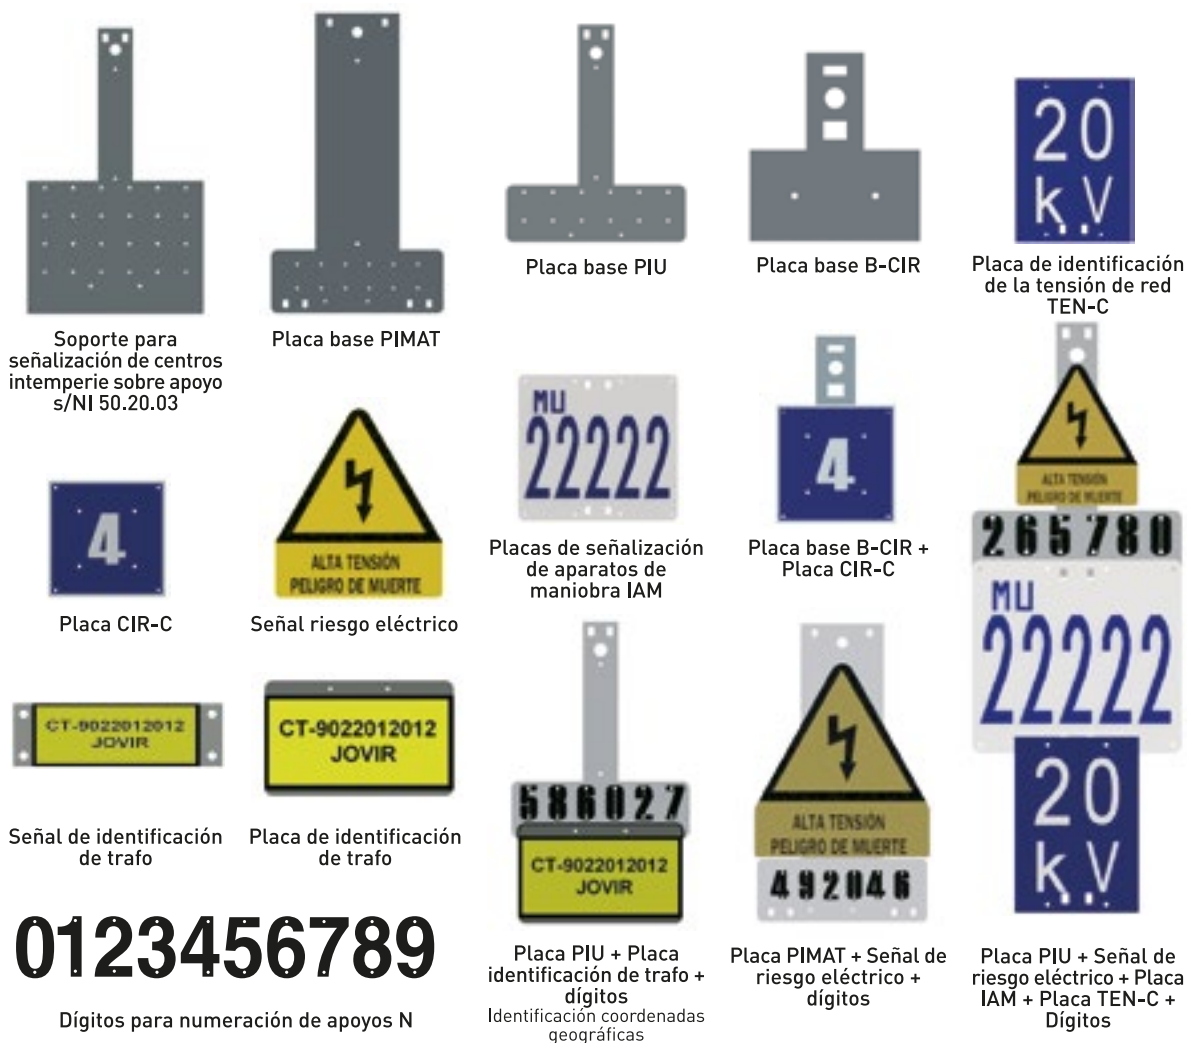 20
k.V
Placa base PIU
Placa base B-CIR
Placa de identificación
de la tensión de red
TEN-C
Soporte para
señalización de centros
intemperie sobre apoyo
s/NI 50.20.03
Placa base PIMAT
MU
22222
4
ALTA TENSIÓN
PELIGRO DE MUERTE
4
ALTA TENSIÓN
PELIGRO DE MUERTE
265780
MU
22222
20
k.V
Placas de señalización
de aparatos de
maniobra IAM
Placa base B-CIR +
Placa CIR-C
Placa CIR-C
Señal riesgo eléctrico
CT-9022012012
JOVIR
CT-9022012012
JOVIR
586027
CT-9022012012
JOVIR
ALTA TENSIÓN
PELIGRO DE MUERTE
492046
Señal de identificación
de trafo
Placa de identificación
de trafo
0123456789
Dígitos para numeración de apoyos N
Placa PIU + Placa
identificación de trafo +
dígitos
Identificación coordenadas
geográficas
Placa PIMAT + Señal de
riesgo eléctrico +
dígitos
Placa PIU + Señal de
riesgo eléctrico + Placa
IAM + Placa TEN-C +
Dígitos